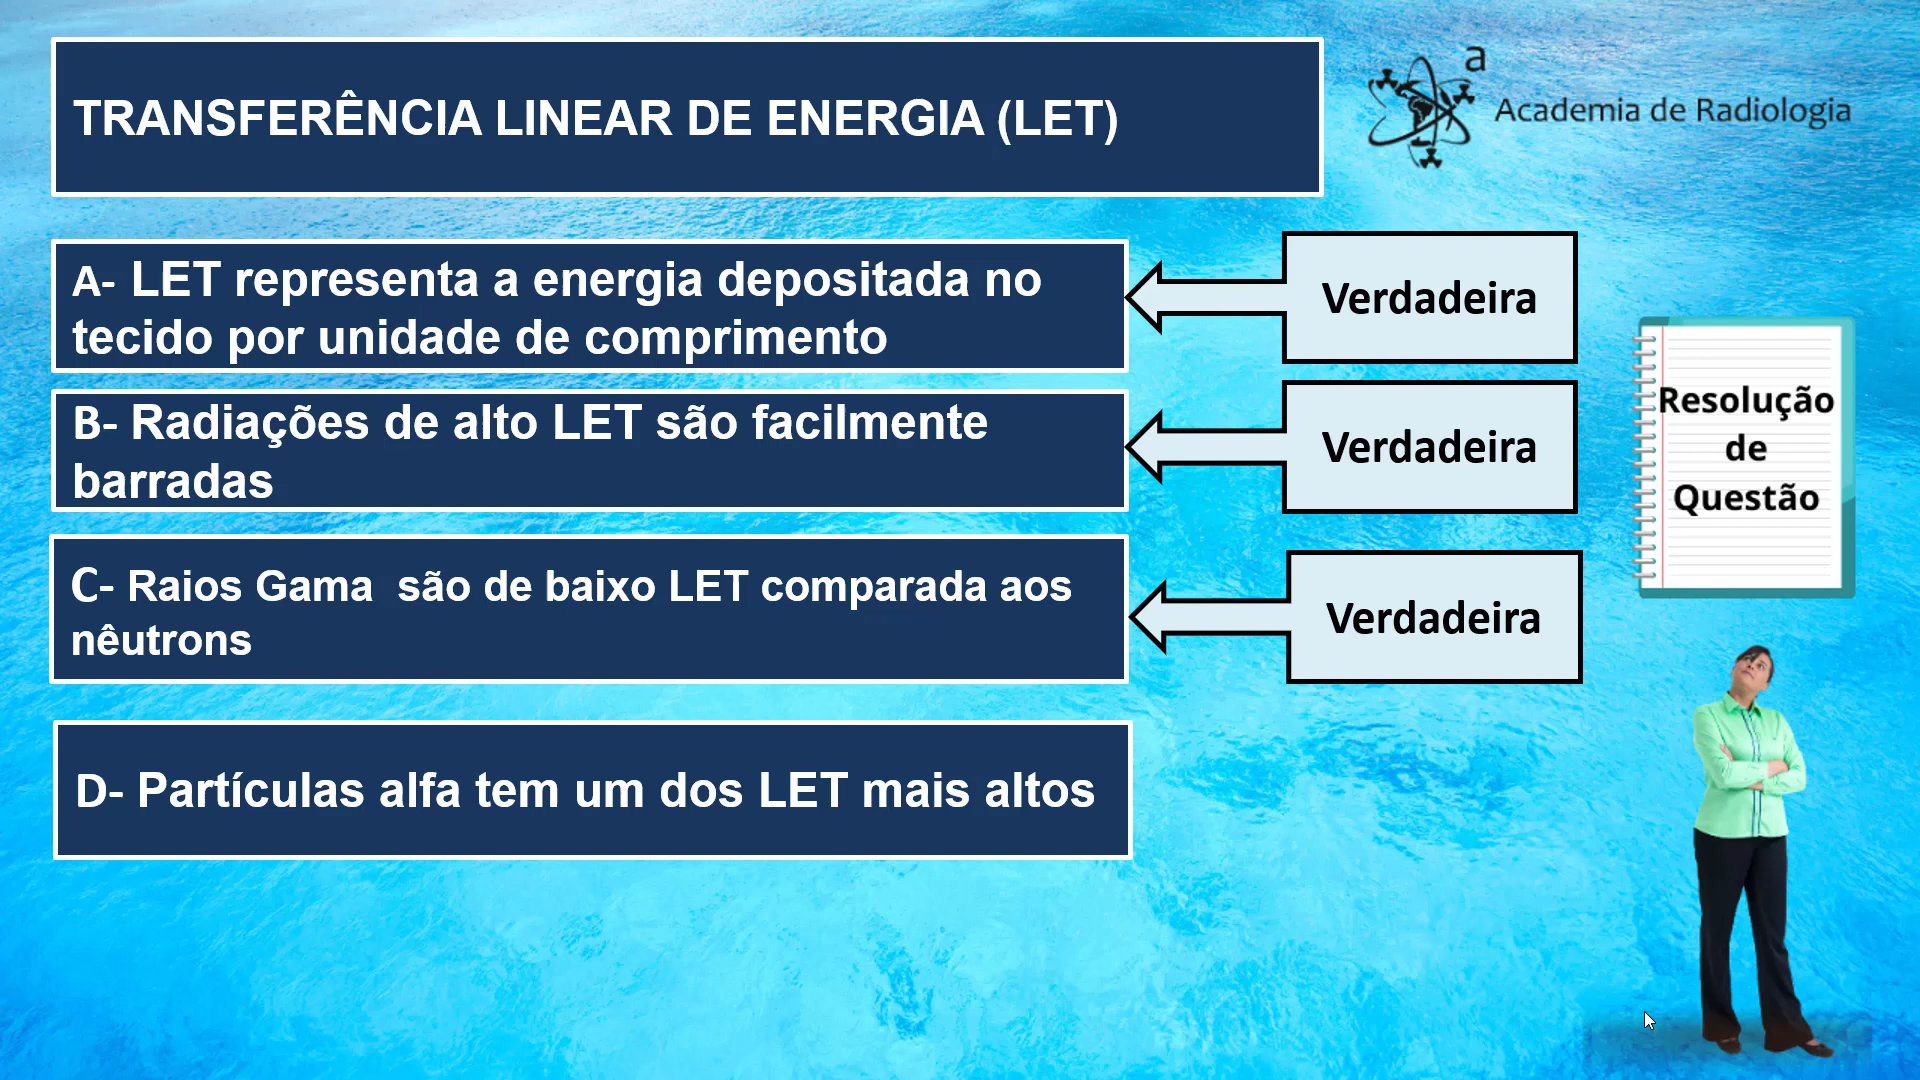 TRANSFERÊNCIA LINEAR DE ENERGIA (LET)
a
Academia de Radiologia
A- LET representa a energia depositada no
tecido por unidade de comprimento
Verdadeira
B- Radiações de alto LET são facilmente
barradas
Verdadeira
C- Raios Gama  são de baixo LET comparada aos
nêutrons
Verdadeira
D- Partículas alfa tem um dos LET mais altos
Resolução
de
Questão